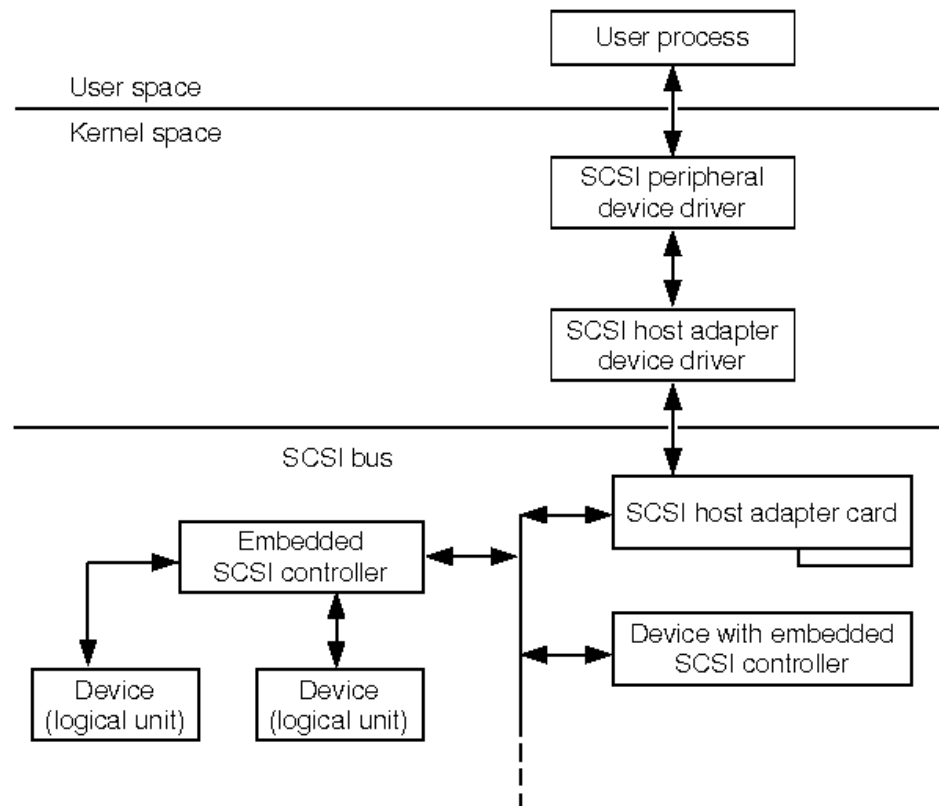 User process
User space
Kernel space
SCSI peripheral
device driver
SCSI host adapter
device driver
SCSI bus
SCSI host adapter card
Embedded
SCSI controller
Device with embedded
SCSI controller
Device
(logical unit)
Device
(logical unit)